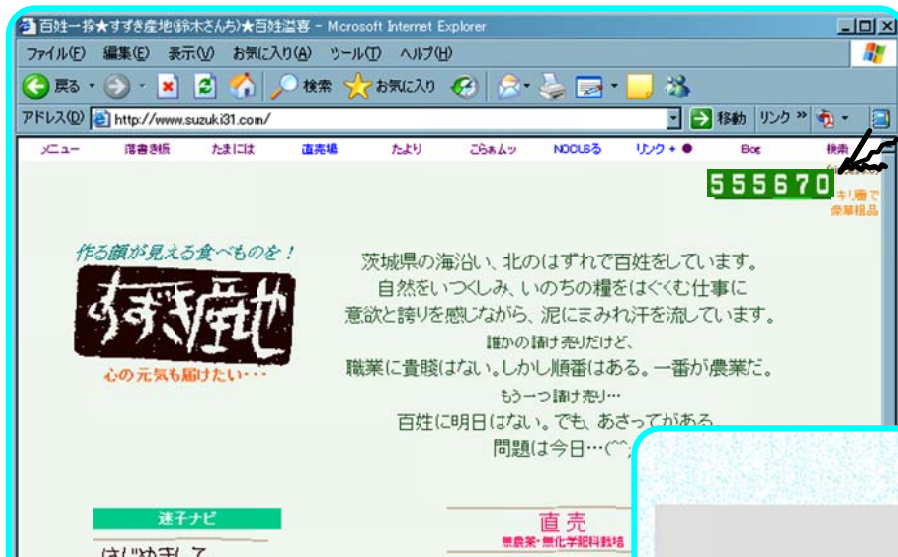 百姓一揆★すずき産地(鈴木さんち)★百姓溢喜 - Mcrosoft Interret Explorer
ファイル(F) 編集(E) 表示(V) お気に入り(A) ツール(T) ヘルプ(H)
戻る 検索 お気に入り
アドレス(D) http://www.suzuki31.com/ 移動 リンク »
メニュー 落書き板 たまには 直売場 たより こらぁムッ NOCLSる リンク+● Blog 検索
555670
キリ番で
豪華粗品
作る顔が見える食べものを!
すずき産地
心の元気も届けたい・・・
茨城県の海沿い、北のはずれで百姓をしています。
自然をいつくしみ、いのちの糧をはぐくむ仕事に
意欲と誇りを感じながら、泥にまみれ汗を流しています。
誰かの請け売りだけど、
職業に貴賤はない。しかし順番はある。一番が農業だ。
もう一つ請け売り…
百姓に明日はない。でも、あさってがある
問題は今日…(^^;
迷子ナビ
はじめまして
直売
無農薬・無化学肥料栽培